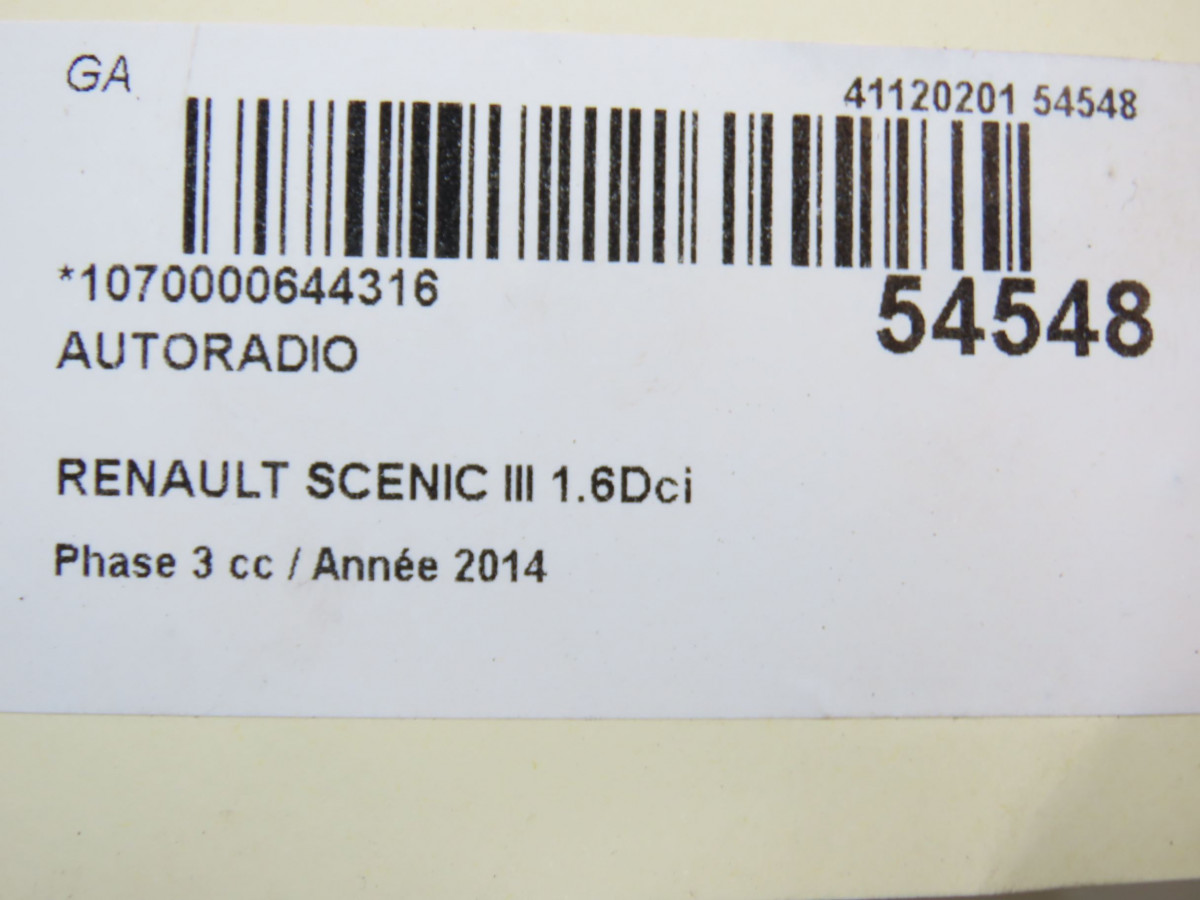 GA
41120201 54548
*1070000644316
54548
AUTORADIO
RENAULT SCENIC III 1.6Dci
Phase 3 cc / Année 2014